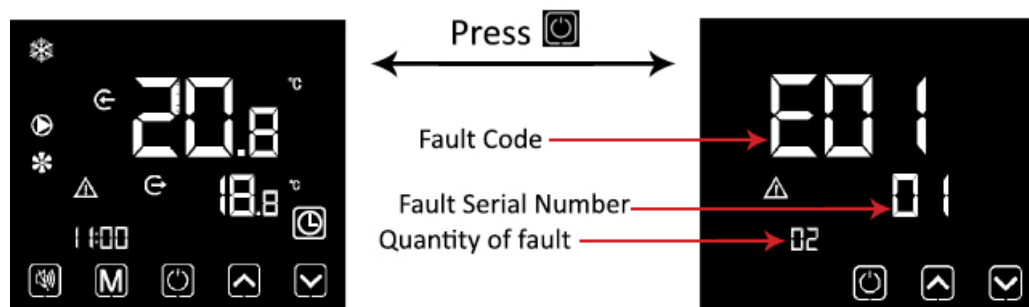 Press
20.8 °C
18.8 °C
11:00
M
Fault Code
Fault Serial Number
Quantity of fault
E01
01
02